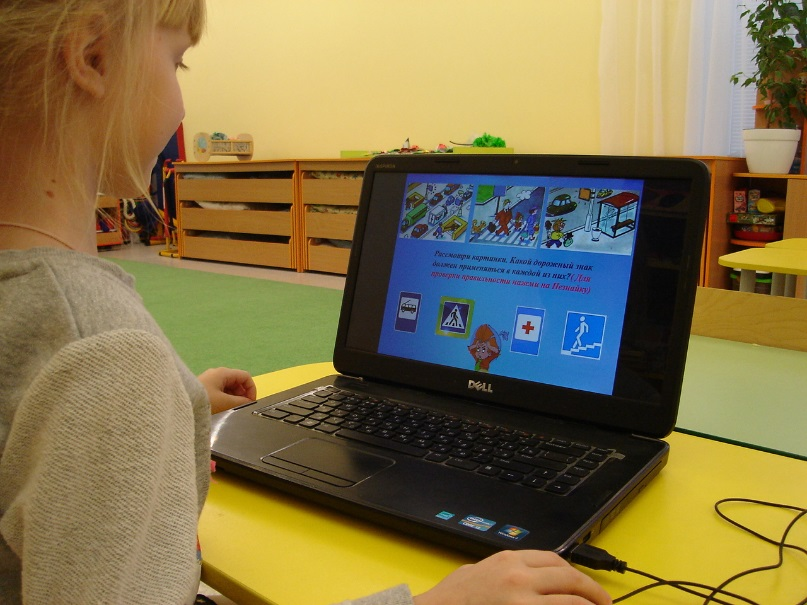 Рассмотри картинки. Какой дорожный знак
должен применяться в каждой из них? (Для
проверки правильности нажми на Незнайку)
DELL